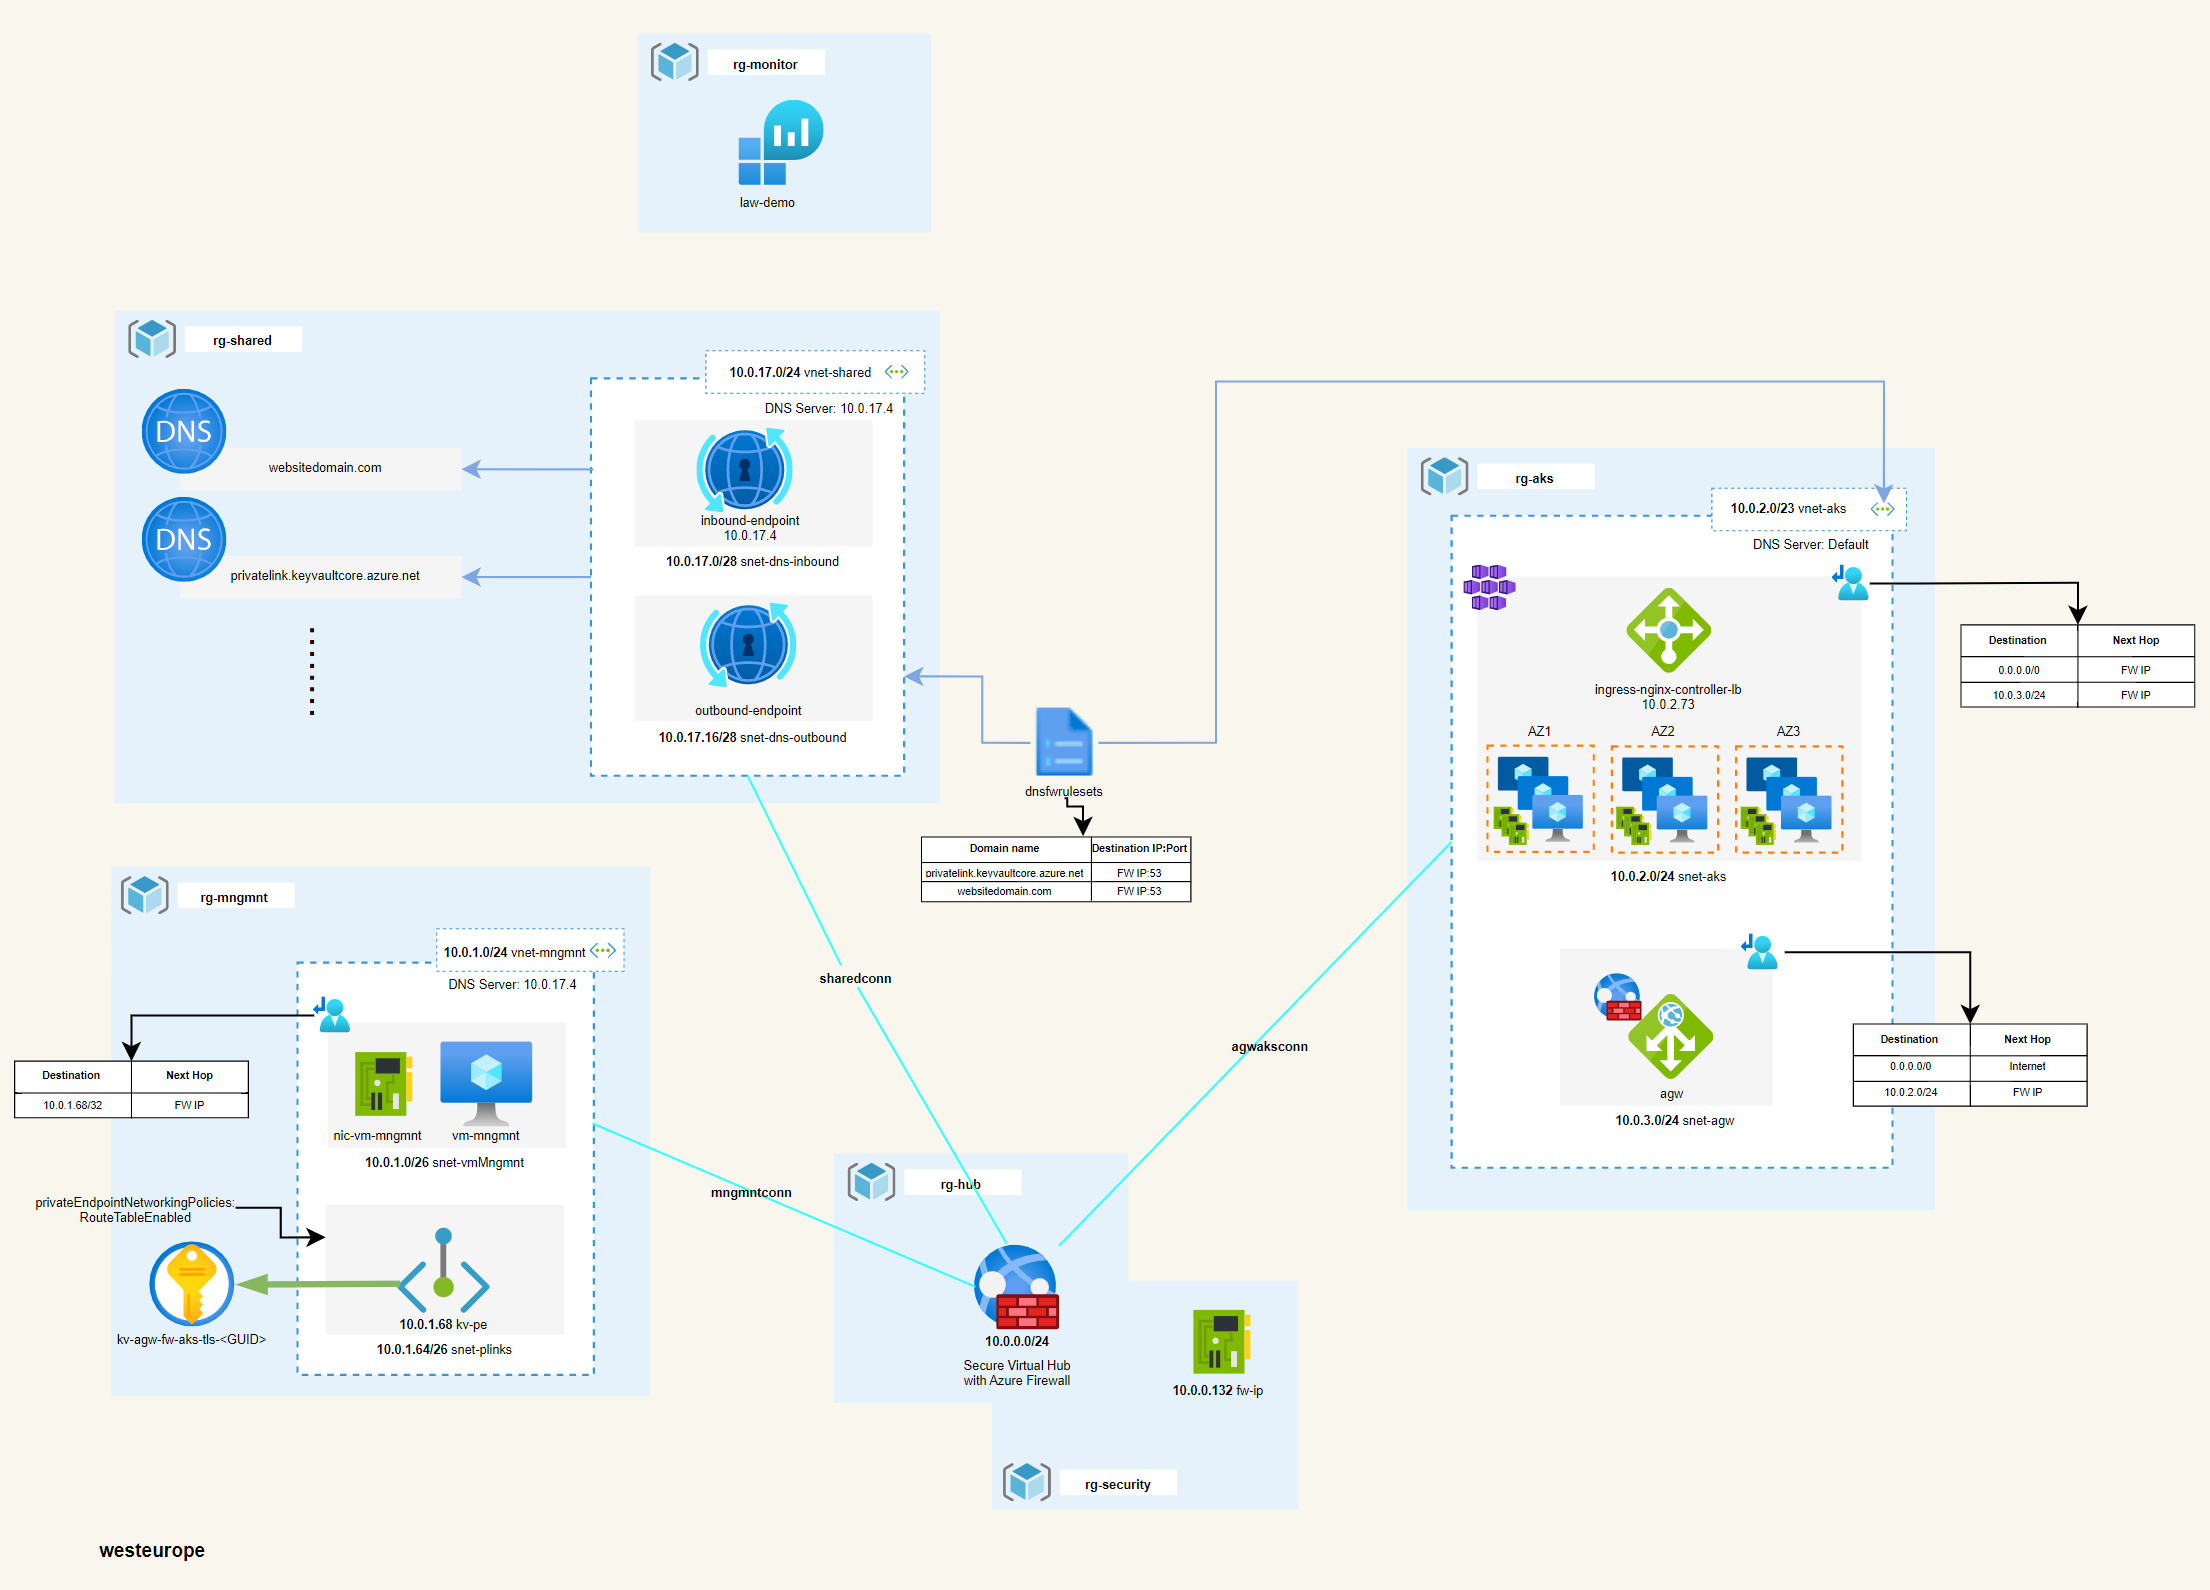 rg-monitor
law-demo
rg-shared
10.0.17.0/24 vnet-shared
DNS Server: 10.0.17.4
DNS
websitedomain.com
DNS
privatelink.keyvaultcore.azure.net
inbound-endpoint
10.0.17.4
10.0.17.0/28 snet-dns-inbound
outbound-endpoint
10.0.17.16/28 snet-dns-outbound
dnsfwrulesets
Domain name Destination IP:Port
privatelink.keyvaultcore.azure.net FW IP:53
websitedomain.com FW IP:53
rg-aks
10.0.2.0/23 vnet-aks
DNS Server: Default
ingress-nginx-controller-lb
10.0.2.73
AZ1 AZ2 AZ3
10.0.2.0/24 snet-aks
Destination Next Hop
0.0.0.0/0 FW IP
10.0.3.0/24 FW IP
agw
10.0.3.0/24 snet-agw
Destination Next Hop
0.0.0.0/0 Internet
10.0.2.0/24 FW IP
rg-mngmnt
10.0.1.0/24 vnet-mngmnt
DNS Server: 10.0.17.4
Destination Next Hop
10.0.1.68/32 FW IP
nic-vm-mngmnt vm-mngmnt
10.0.1.0/26 snet-vmMngmnt
privateEndpointNetworkingPolicies:
RouteTableEnabled
kv-agw-fw-aks-tls-<GUID>
10.0.1.68 kv-pe
10.0.1.64/26 snet-plinks
sharedconn
agwaksconn
mngmntconn
rg-hub
10.0.0.0/24
Secure Virtual Hub
with Azure Firewall
10.0.0.132 fw-ip
rg-security
westeurope